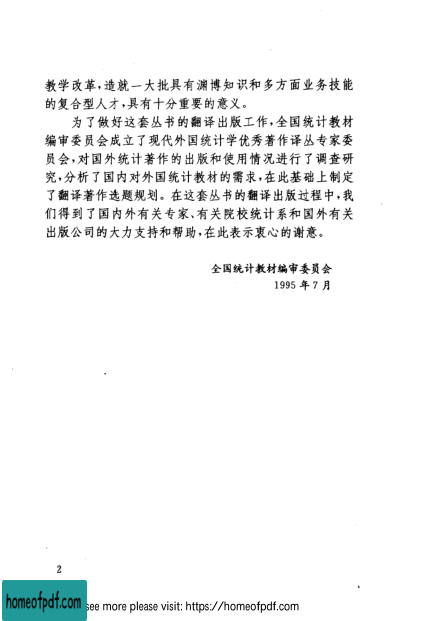 教学改革,造就一大批具有渊博知识和多方面业务技能
的复合型人才,具有十分重要的意义。
为了做好这套丛书的翻译出版工作,全国统计教材
编审委员会成立了现代外国统计学优秀著作译丛专家委
员会,对国外统计著作的出版和使用情况进行了调查研
究,分析了国内对外国统计教材的需求,在此基础上制定
了翻译著作选题规划。在这套丛书的翻译出版过程中,我
们得到了国内外有关专家、有关院校统计系和国外有关
出版公司的大力支持和帮助,在此表示衷心的谢意。
全国统计教材编审委员会
1995 年 7 月
2
homeofpdf.com
see more please visit: https://homeofpdf.com